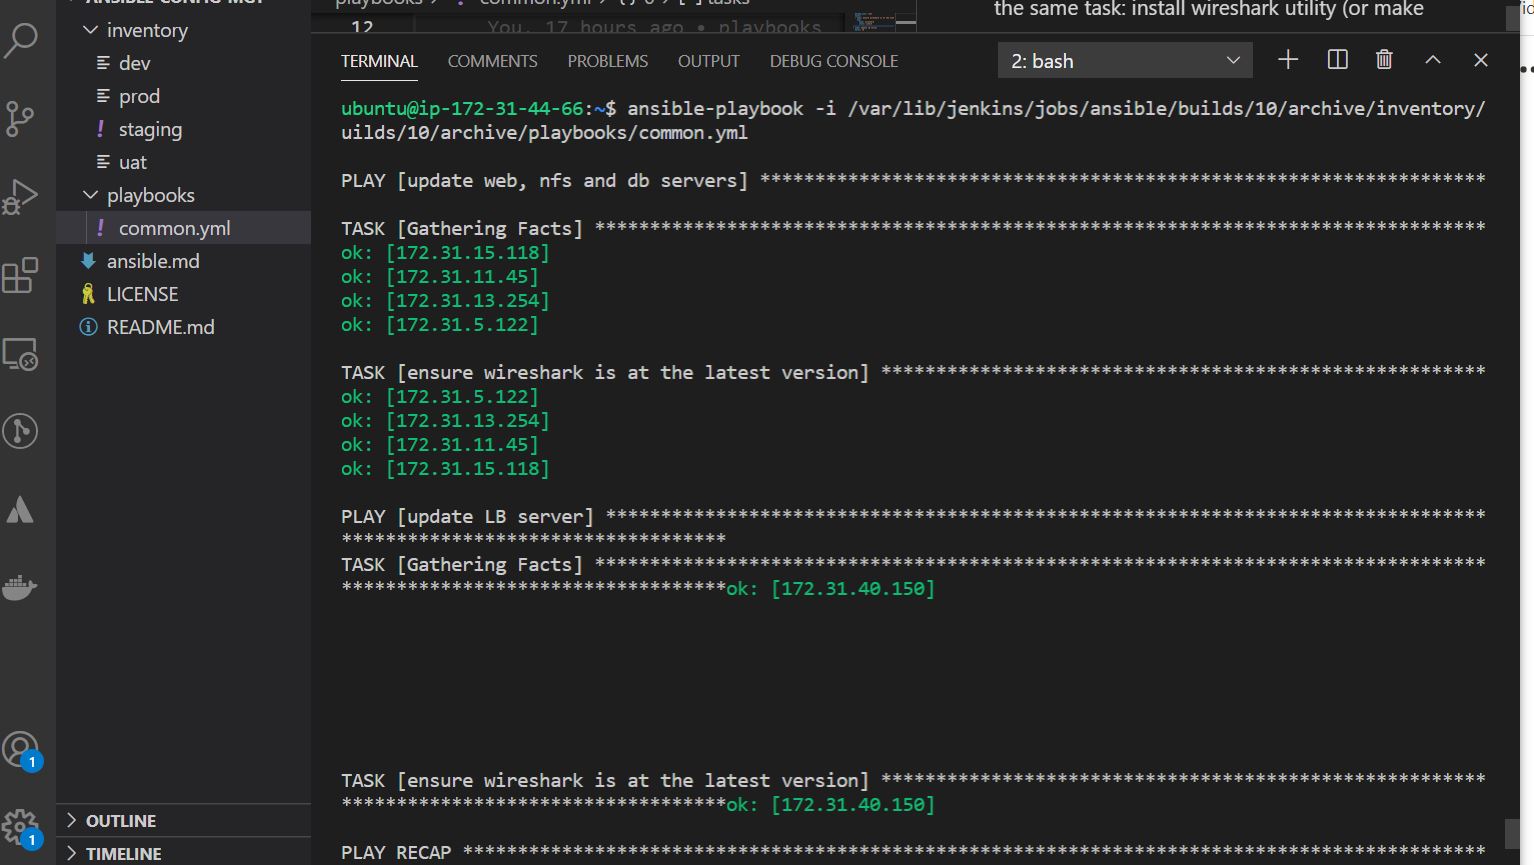 ANSIBLE-CONFIG-MGT
inventory
dev
prod
! staging
uat
playbooks
! common.yml
ansible.md
LICENSE
README.md
OUTLINE
TIMELINE
1
1
playbooks > ! common.yml > {} 0 > [ ] tasks
12 You, 17 hours ago • playbooks
the same task: install wireshark utility (or make
TERMINAL COMMENTS PROBLEMS OUTPUT DEBUG CONSOLE 2: bash
ubuntu@ip-172-31-44-66:~$ ansible-playbook -i /var/lib/jenkins/jobs/ansible/builds/10/archive/inventory/
uilds/10/archive/playbooks/common.yml
PLAY [update web, nfs and db servers] ******************************************************************
TASK [Gathering Facts] *********************************************************************************
ok: [172.31.15.118]
ok: [172.31.11.45]
ok: [172.31.13.254]
ok: [172.31.5.122]
TASK [ensure wireshark is at the latest version] *******************************************************
ok: [172.31.5.122]
ok: [172.31.13.254]
ok: [172.31.11.45]
ok: [172.31.15.118]
PLAY [update LB server] ********************************************************************************
***********************************
TASK [Gathering Facts] *********************************************************************************
***********************************ok: [172.31.40.150]
TASK [ensure wireshark is at the latest version] *******************************************************
***********************************ok: [172.31.40.150]
PLAY RECAP *********************************************************************************************